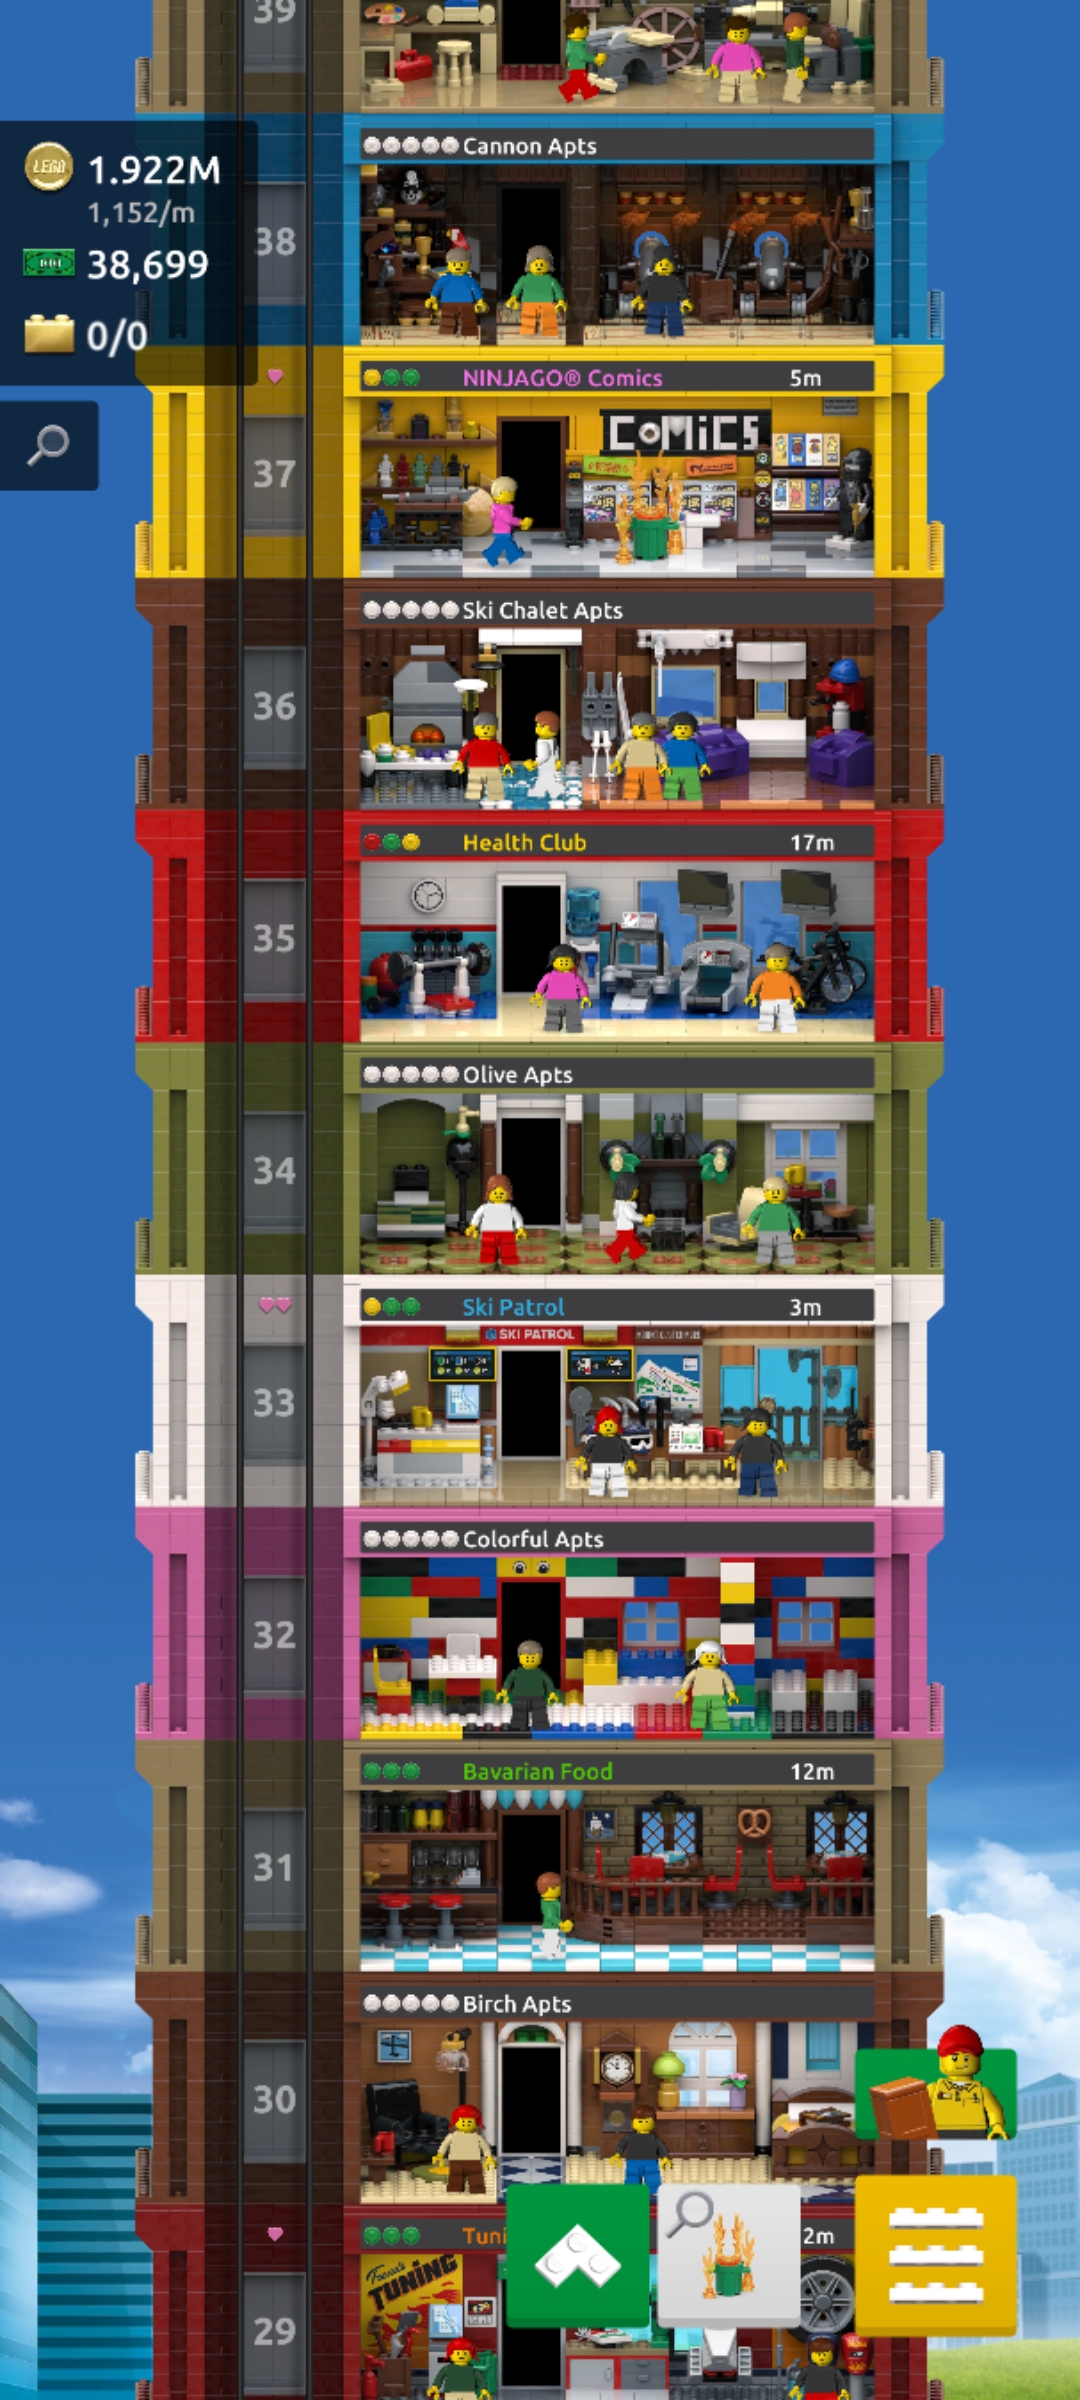 39
Cannon Apts
LEGO
1.922M
1,152/m
38
38,699
0/0
NINJAGO® Comics 5m
COMiCS
37
Ski Chalet Apts
36
Health Club 17m
35
Olive Apts
34
Ski Patrol 3m
SKI PATROL
33
Colorful Apts
32
Bavarian Food 12m
31
Birch Apts
30
Tuni 2m
TUNING
29